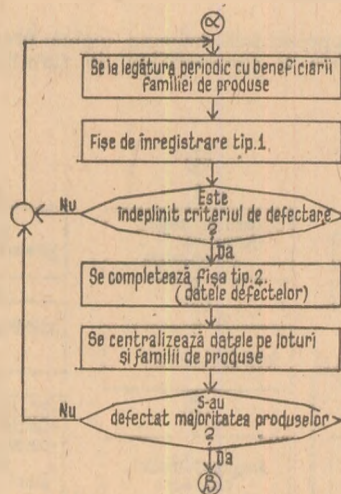 α
Se la legătura periodic cu beneficiarii
familiei de produse
Fișe de înregistrare tip.1
Este
îndeplinit criteriul de defectare
?
Nu
Da
Se completează fișa tip.2.
(datele defectelor)
Se centralizează datele pe loturi
și familii de produse
s-au
defectat majoritatea produselor
?
Nu
Da
β